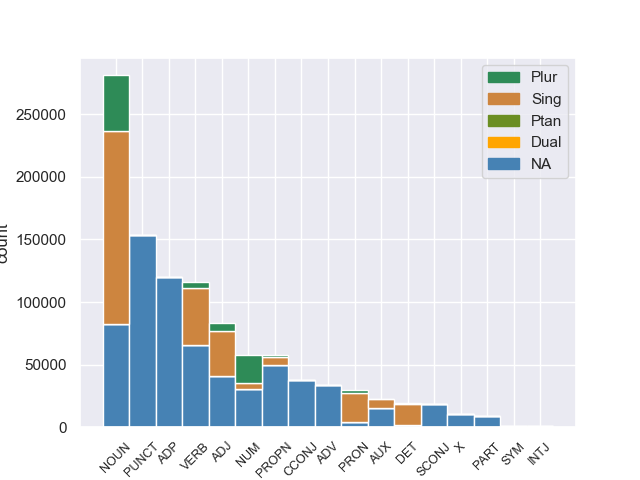 Plur
Sing
Ptan
Dual
NA
250000
200000
150000
100000
50000
0
count
NOUN
PUNCT
ADP
VERB
ADJ
NUM
PROPN
CCONJ
ADV
PRON
AUX
DET
SCONJ
X
PART
SYM
INTJ